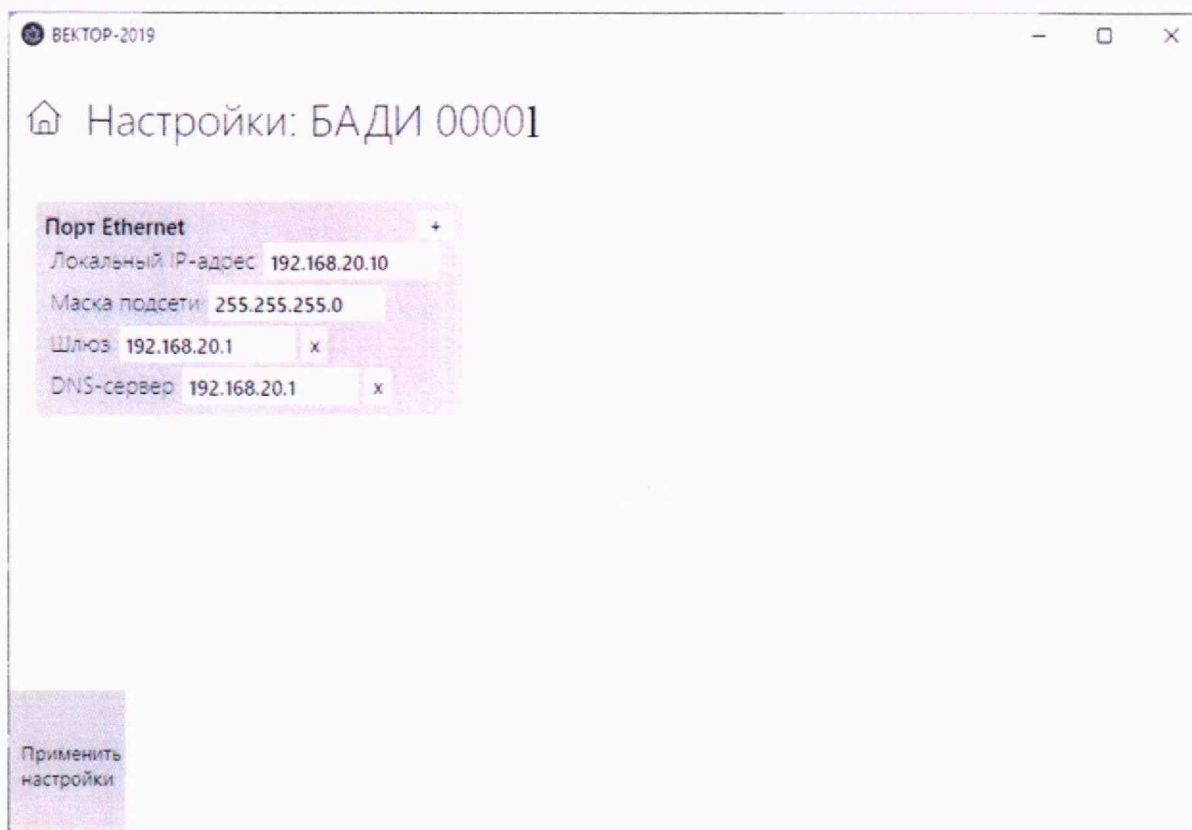 ВЕКТОР-2019
Настройки: БАДИ 00001
Порт Ethernet +
Локальный IP-адрес 192.168.20.10
Маска подсети 255.255.255.0
Шлюз 192.168.20.1 x
DNS-сервер 192.168.20.1 x
Применить
настройки